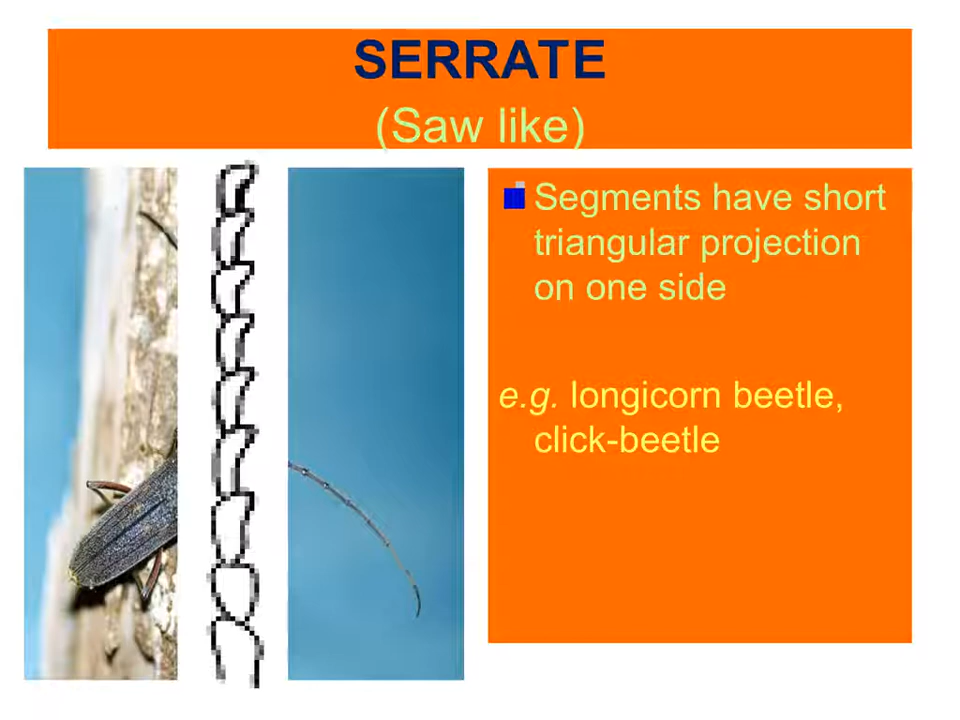 SERRATE
(Saw like)
Segments have short
triangular projection
on one side
e.g. longicorn beetle,
click-beetle